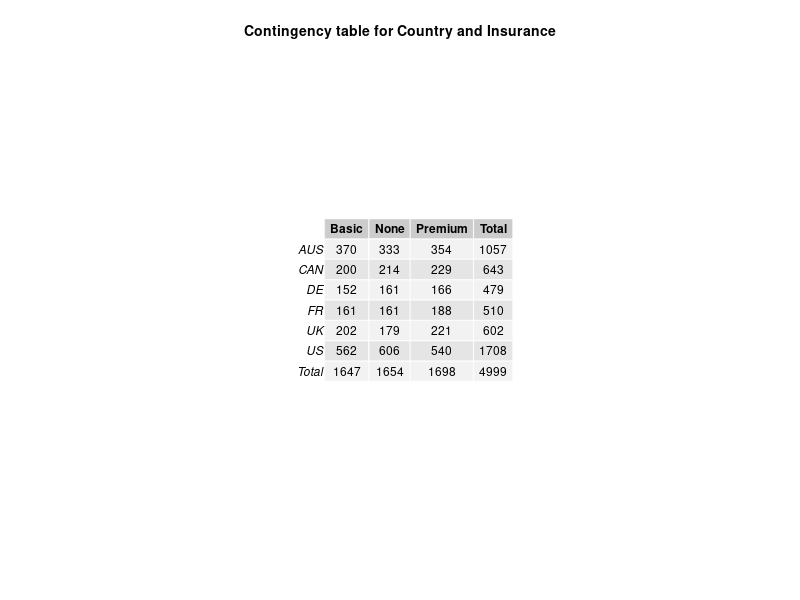 Contingency table for Country and Insurance
Basic None Premium Total
AUS 370 333 354 1057
CAN 200 214 229 643
DE 152 161 166 479
FR 161 161 188 510
UK 202 179 221 602
US 562 606 540 1708
Total 1647 1654 1698 4999